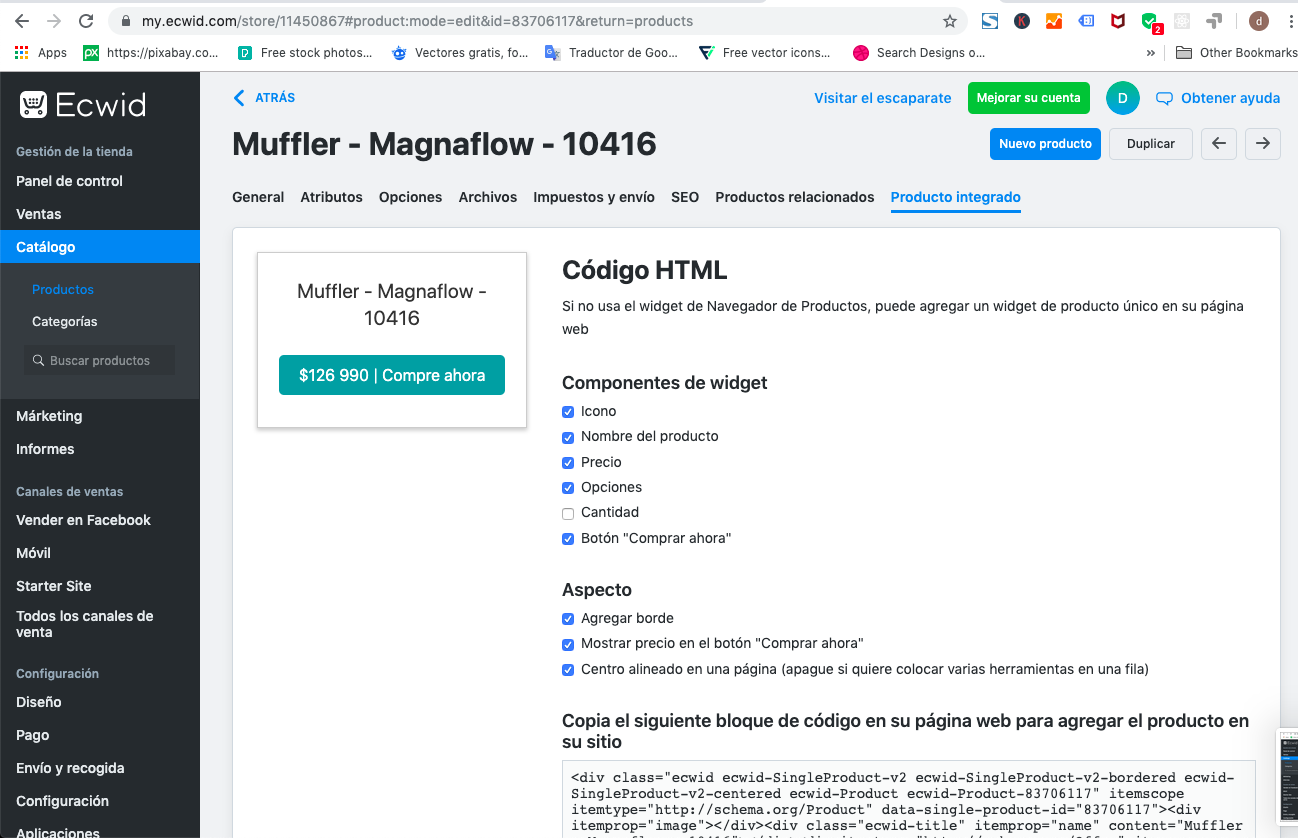 my.ecwid.com/store/11450867#product:mode=edit&id=83706117&return=products
K
2
d
Apps
px
https://pixabay.co...
Free stock photos...
Vectores gratis, fo...
Traductor de Goo...
Free vector icons...
Search Designs o...
»
Other Bookmarks
Ecwid
Gestión de la tienda
Panel de control
Ventas
Catálogo
Productos
Categorías
Buscar productos
Márketing
Informes
Canales de ventas
Vender en Facebook
Móvil
Starter Site
Todos los canales de
venta
Configuración
Diseño
Pago
Envío y recogida
Configuración
Aplicaciones
ATRÁS
Visitar el escaparate
Mejorar su cuenta
D
Obtener ayuda
Muffler - Magnaflow - 10416
Nuevo producto
Duplicar
General
Atributos
Opciones
Archivos
Impuestos y envío
SEO
Productos relacionados
Producto integrado
Muffler - Magnaflow -
10416
$126 990 | Compre ahora
Código HTML
Si no usa el widget de Navegador de Productos, puede agregar un widget de producto único en su página
web
Componentes de widget
Icono
Nombre del producto
Precio
Opciones
Cantidad
Botón "Comprar ahora"
Aspecto
Agregar borde
Mostrar precio en el botón "Comprar ahora"
Centro alineado en una página (apague si quiere colocar varias herramientas en una fila)
Copia el siguiente bloque de código en su página web para agregar el producto en
su sitio
<div class="ecwid ecwid-SingleProduct-v2 ecwid-SingleProduct-v2-bordered ecwid-
SingleProduct-v2-centered ecwid-Product ecwid-Product-83706117" itemscope
itemtype="http://schema.org/Product" data-single-product-id="83706117"><div
itemprop="image"></div><div class="ecwid-title" itemprop="name" content="Muffler